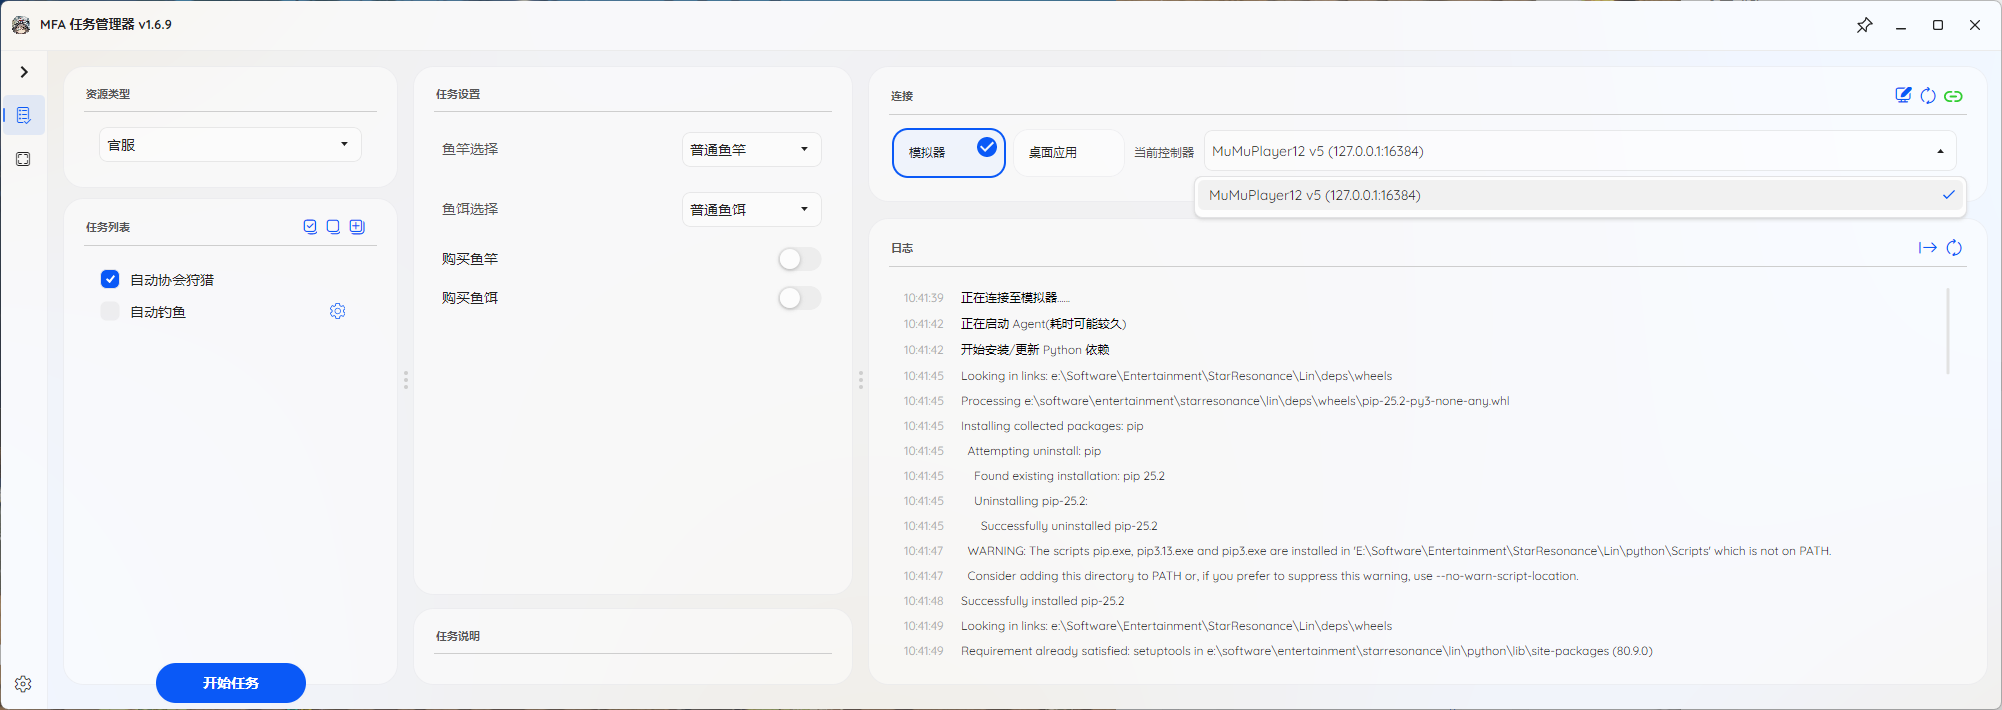 MFA 任务管理器 v1.6.9
资源类型
官服
任务列表
自动协会狩猎
自动钓鱼
开始任务
任务设置
鱼竿选择
普通鱼竿
鱼饵选择
普通鱼饵
购买鱼竿
购买鱼饵
任务说明
连接
模拟器
桌面应用
当前控制器
MuMuPlayer12 v5 (127.0.0.1:16384)
MuMuPlayer12 v5 (127.0.0.1:16384)
日志
10:41:39 正在连接至模拟器......
10:41:42 正在启动 Agent(耗时可能较久)
10:41:42 开始安装/更新 Python 依赖
10:41:45 Looking in links: e:\Software\Entertainment\StarResonance\Lin\deps\wheels
10:41:45 Processing e:\software\entertainment\starresonance\lin\deps\wheels\pip-25.2-py3-none-any.whl
10:41:45 Installing collected packages: pip
10:41:45 Attempting uninstall: pip
10:41:45 Found existing installation: pip 25.2
10:41:45 Uninstalling pip-25.2:
10:41:45 Successfully uninstalled pip-25.2
10:41:47 WARNING: The scripts pip.exe, pip3.13.exe and pip3.exe are installed in 'E:\Software\Entertainment\StarResonance\Lin\python\Scripts' which is not on PATH.
10:41:47 Consider adding this directory to PATH or, if you prefer to suppress this warning, use --no-warn-script-location.
10:41:48 Successfully installed pip-25.2
10:41:49 Looking in links: e:\Software\Entertainment\StarResonance\Lin\deps\wheels
10:41:49 Requirement already satisfied: setuptools in e:\software\entertainment\starresonance\lin\python\lib\site-packages (80.9.0)